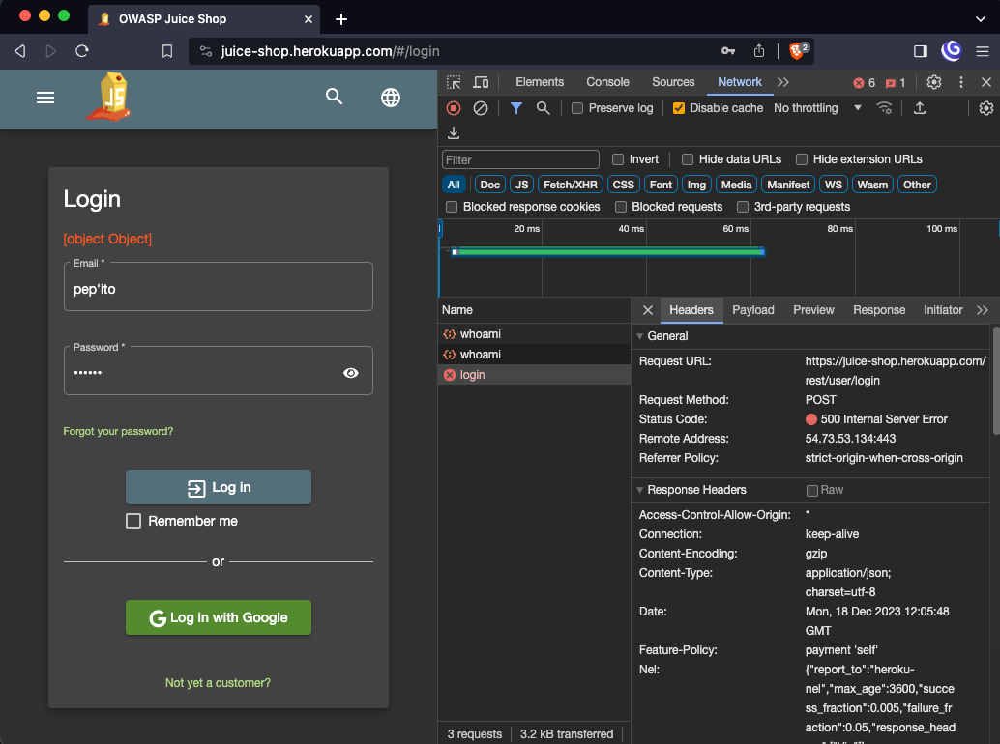 OWASP Juice Shop
juice-shop.herokuapp.com/#/login
2
JS
Login
[object Object]
Email *
pep'ito
Password *
••••••
Forgot your password?
Log in
Remember me
or
G Log in with Google
Not yet a customer?
Elements Console Sources Network 6 1
Preserve log Disable cache No throttling
Filter Invert Hide data URLs Hide extension URLs
All Doc JS Fetch/XHR CSS Font Img Media Manifest WS Wasm Other
Blocked response cookies Blocked requests 3rd-party requests
20 ms 40 ms 60 ms 80 ms 100 ms
Name
whoami
whoami
login
3 requests 3.2 kB transferred
Headers Payload Preview Response Initiator
General
Request URL: https://juice-shop.herokuapp.com/
rest/user/login
Request Method: POST
Status Code: 500 Internal Server Error
Remote Address: 54.73.53.134:443
Referrer Policy: strict-origin-when-cross-origin
Response Headers Raw
Access-Control-Allow-Origin: *
Connection: keep-alive
Content-Encoding: gzip
Content-Type: application/json;
charset=utf-8
Date: Mon, 18 Dec 2023 12:05:48
GMT
Feature-Policy: payment 'self'
Nel: {"report_to":"heroku-
nel","max_age":3600,"succe
ss_fraction":0.005,"failure_fr
action":0.05,"response_head